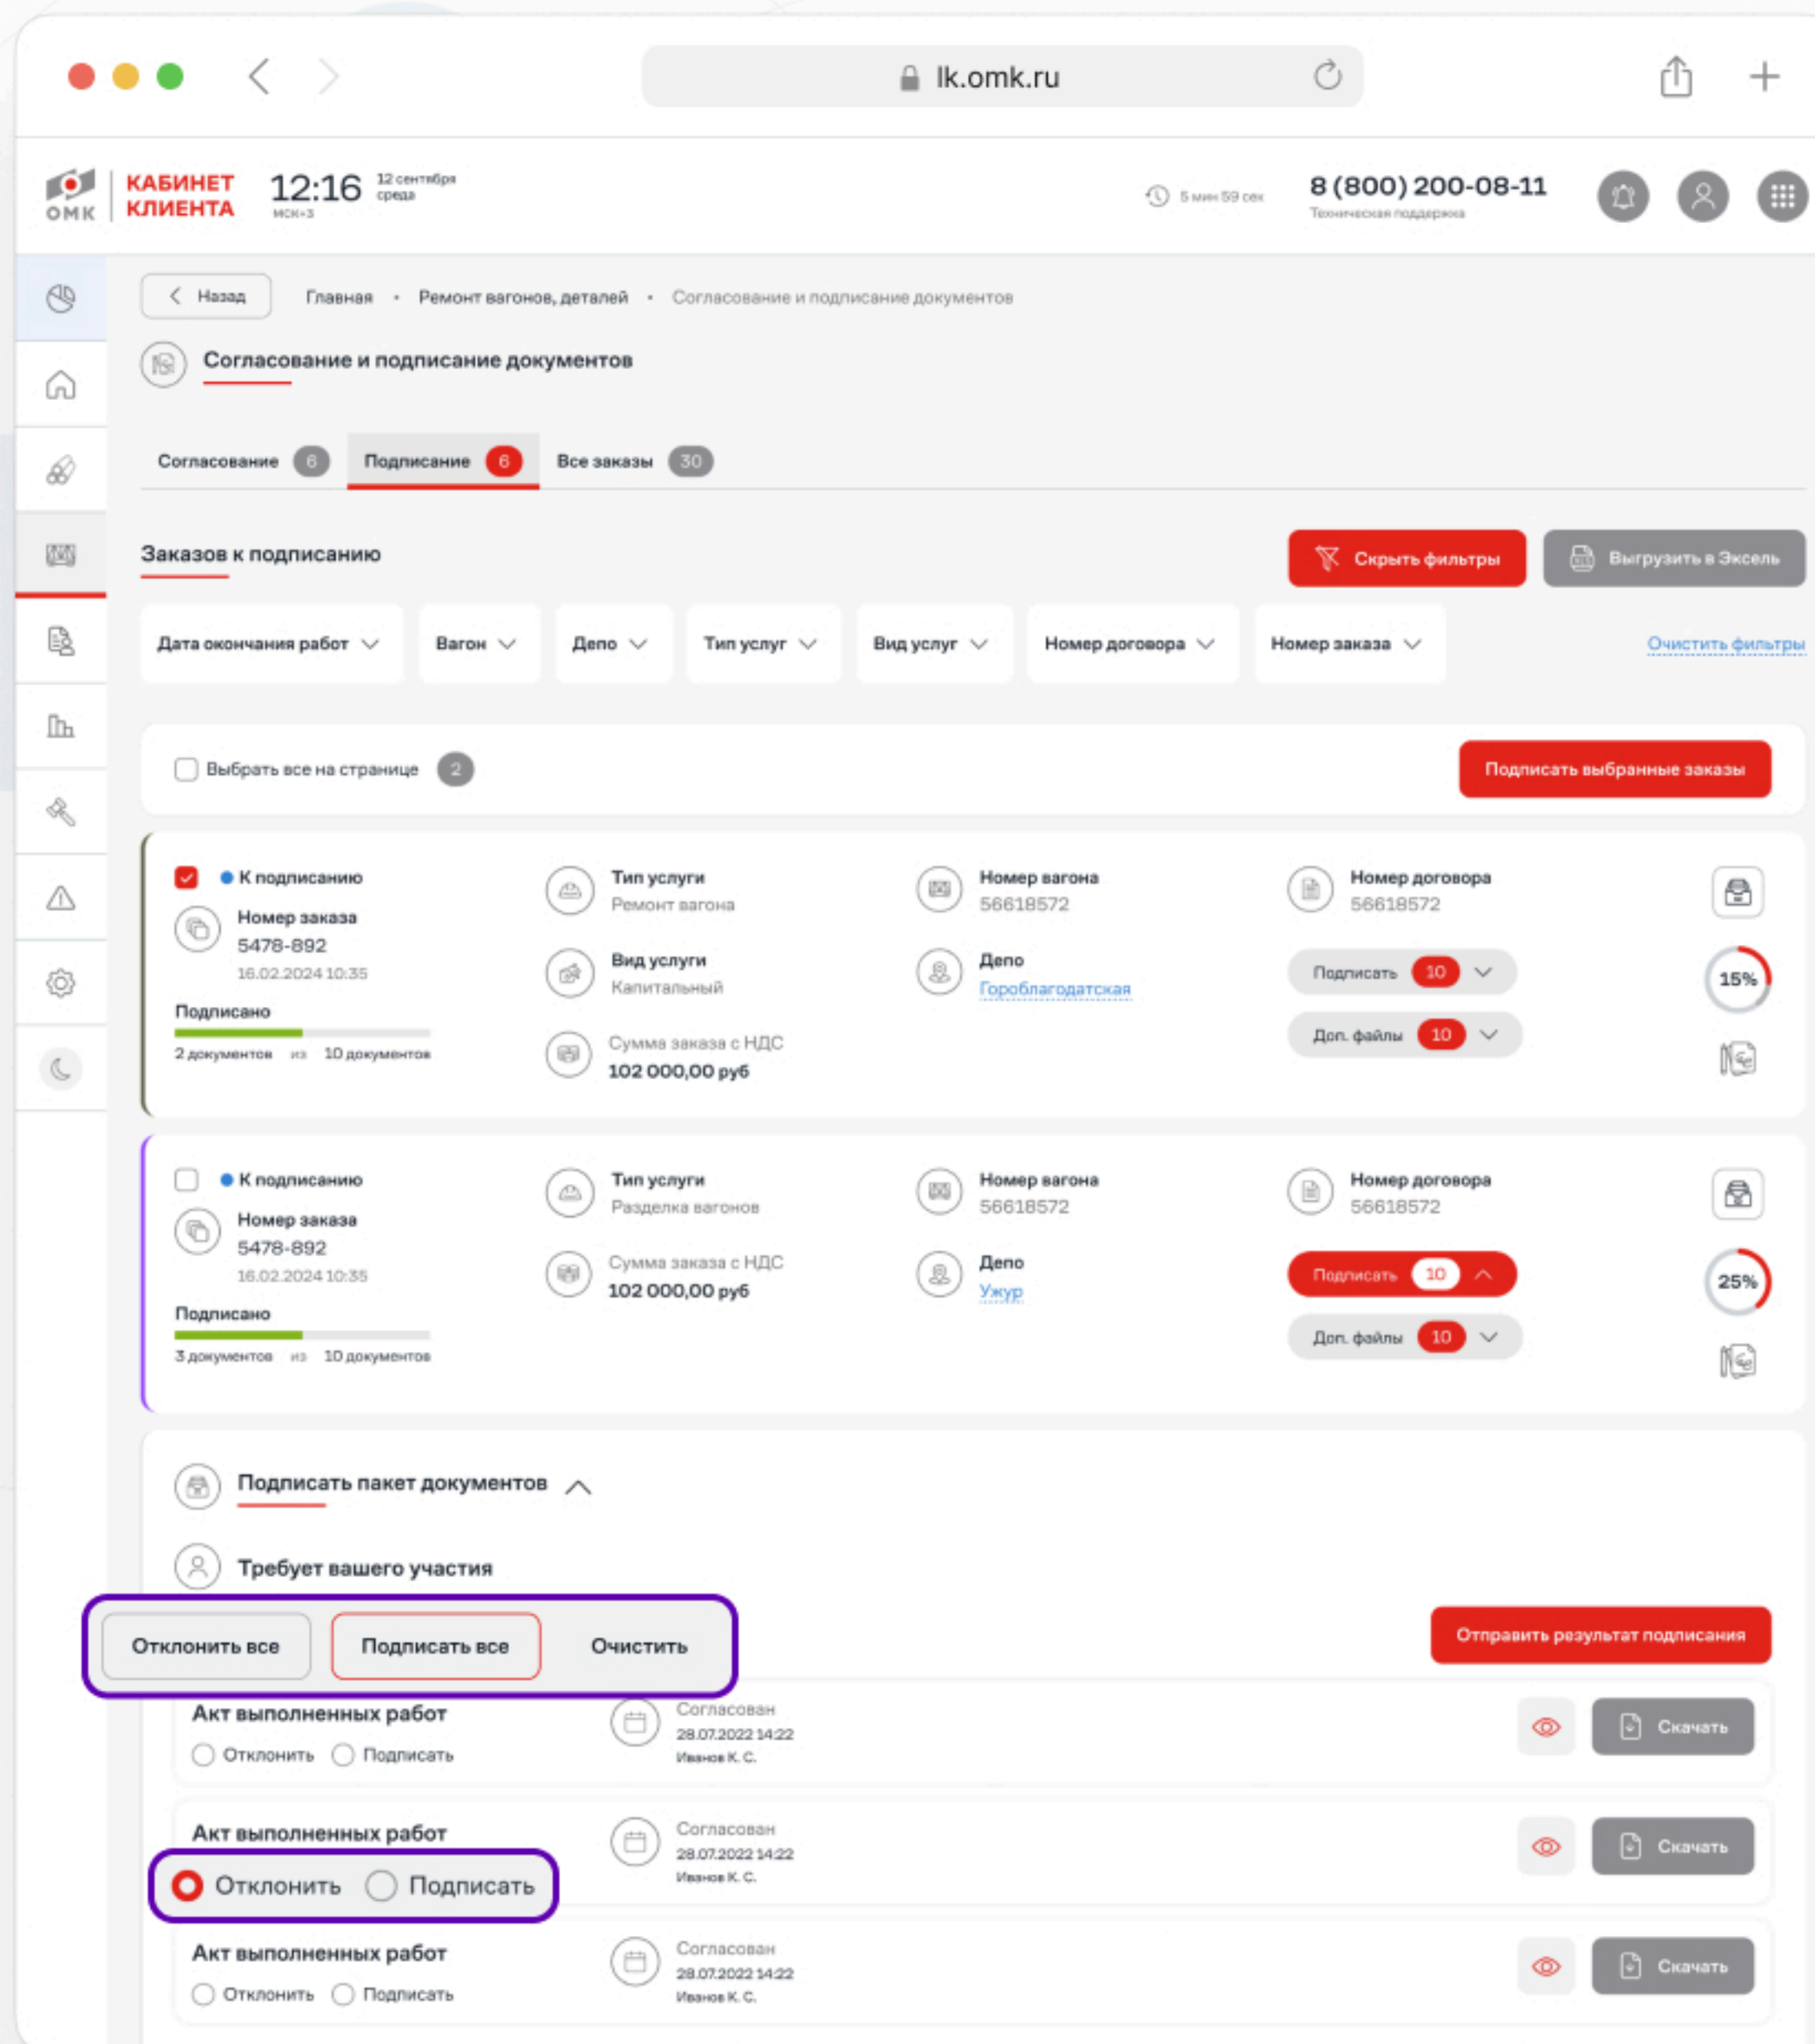 lk.omk.ru
ОМК
КАБИНЕТ КЛИЕНТА
12:16
МСК+3
12 сентября
среда
5 мин 59 сек
8 (800) 200-08-11
Техническая поддержка
Назад
Главная • Ремонт вагонов, деталей • Согласование и подписание документов
Согласование и подписание документов
Согласование 6 Подписание 6 Все заказы 30
Заказов к подписанию
Скрыть фильтры
Выгрузить в Эксель
Дата окончания работ Вагон Депо Тип услуг Вид услуг Номер договора Номер заказа Очистить фильтры
Выбрать все на странице 2
Подписать выбранные заказы
К подписанию
Номер заказа
5478-892
16.02.2024 10:35
Подписано
2 документов из 10 документов
Тип услуги
Ремонт вагона
Вид услуги
Капитальный
Сумма заказа с НДС
102 000,00 руб
Номер вагона
56618572
Депо
Гороблагодатская
Номер договора
56618572
Подписать 10
Доп. файлы 10
15%
К подписанию
Номер заказа
5478-892
16.02.2024 10:35
Подписано
3 документов из 10 документов
Тип услуги
Разделка вагонов
Сумма заказа с НДС
102 000,00 руб
Номер вагона
56618572
Депо
Ужур
Номер договора
56618572
Подписать 10
Доп. файлы 10
25%
Подписать пакет документов
Требует вашего участия
Отклонить все Подписать все Очистить
Отправить результат подписания
Акт выполненных работ
Отклонить Подписать
Согласован
28.07.2022 14:22
Иванов К. С.
Скачать
Акт выполненных работ
Отклонить Подписать
Согласован
28.07.2022 14:22
Иванов К. С.
Скачать
Акт выполненных работ
Отклонить Подписать
Согласован
28.07.2022 14:22
Иванов К. С.
Скачать